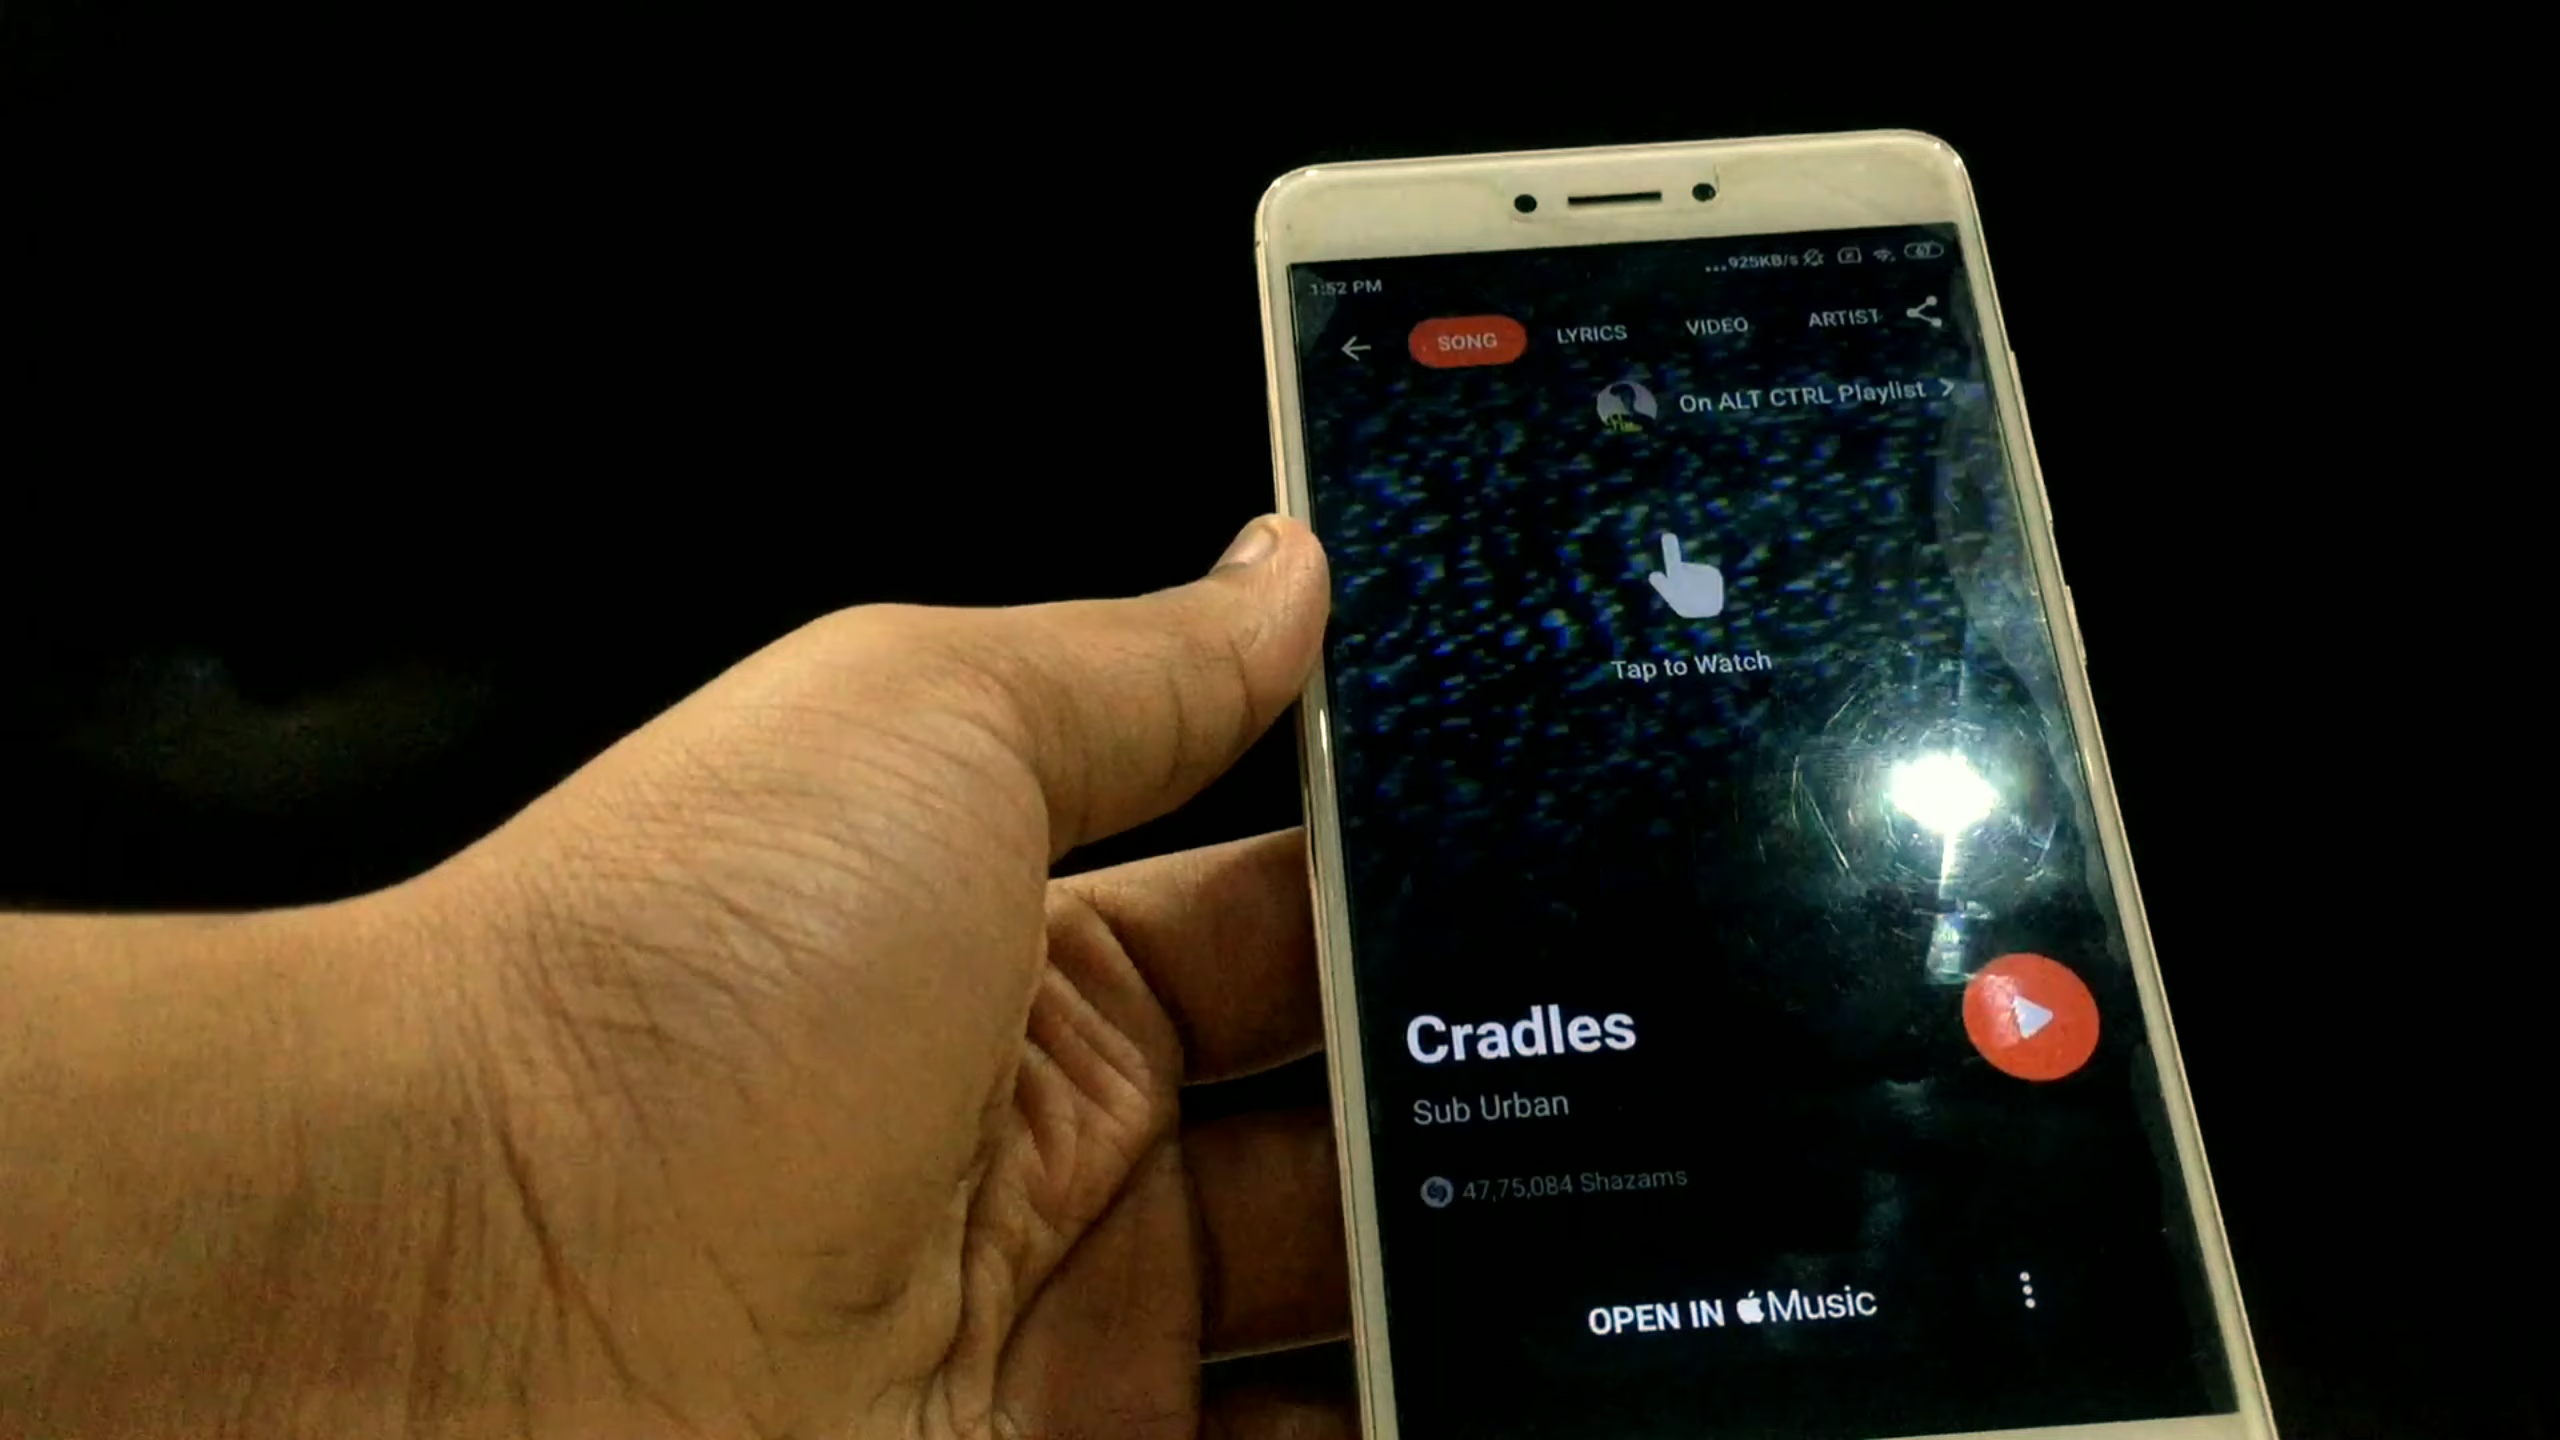 1:52 PM ...925KB/s 67
SONG LYRICS VIDEO ARTIST
On ALT CTRL Playlist
Tap to Watch
Cradles
Sub Urban
47,75,084 Shazams
OPEN IN Music